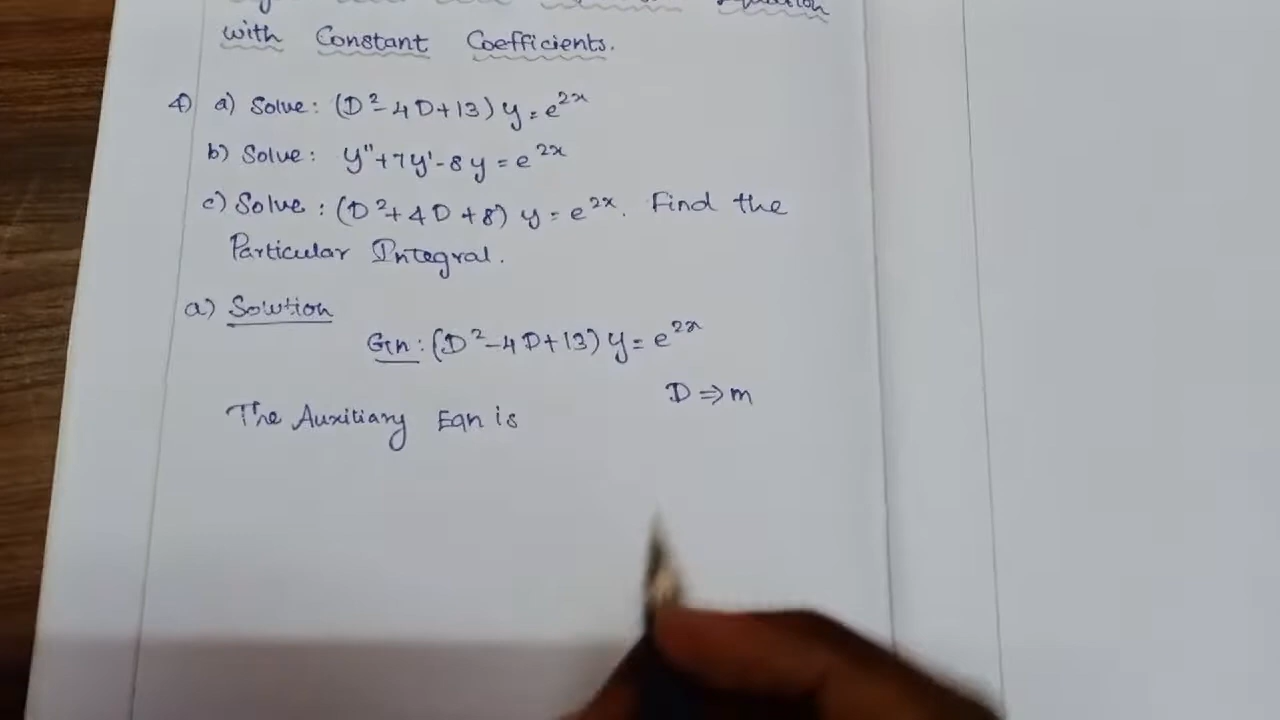 with Constant Coefficients.
4) a) Solve: (D²-4D+13) y = e^2x
b) Solve: y"+7y'-8y = e^2x
c) Solve: (D²+4D+8) y = e^2x. Find the
Particular Integral.
a) Solution
Gn: (D²-4D+13) y = e^2x
D ⇒ m
The Auxiliary Eqn is